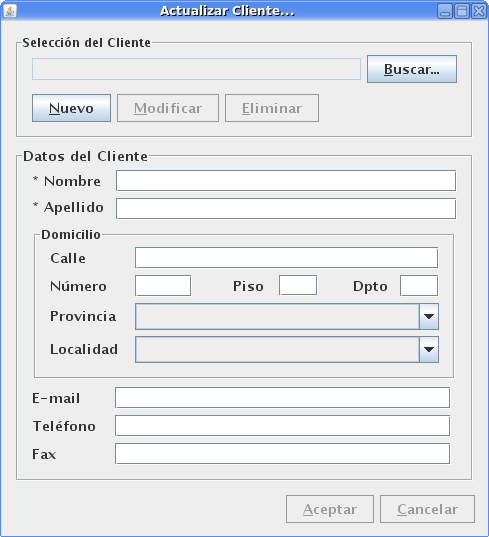 Actualizar Cliente...
Selección del Cliente
Buscar...
Nuevo Modificar Eliminar
Datos del Cliente
* Nombre
* Apellido
Domicilio
Calle
Número Piso Dpto
Provincia
Localidad
E-mail
Teléfono
Fax
Aceptar Cancelar